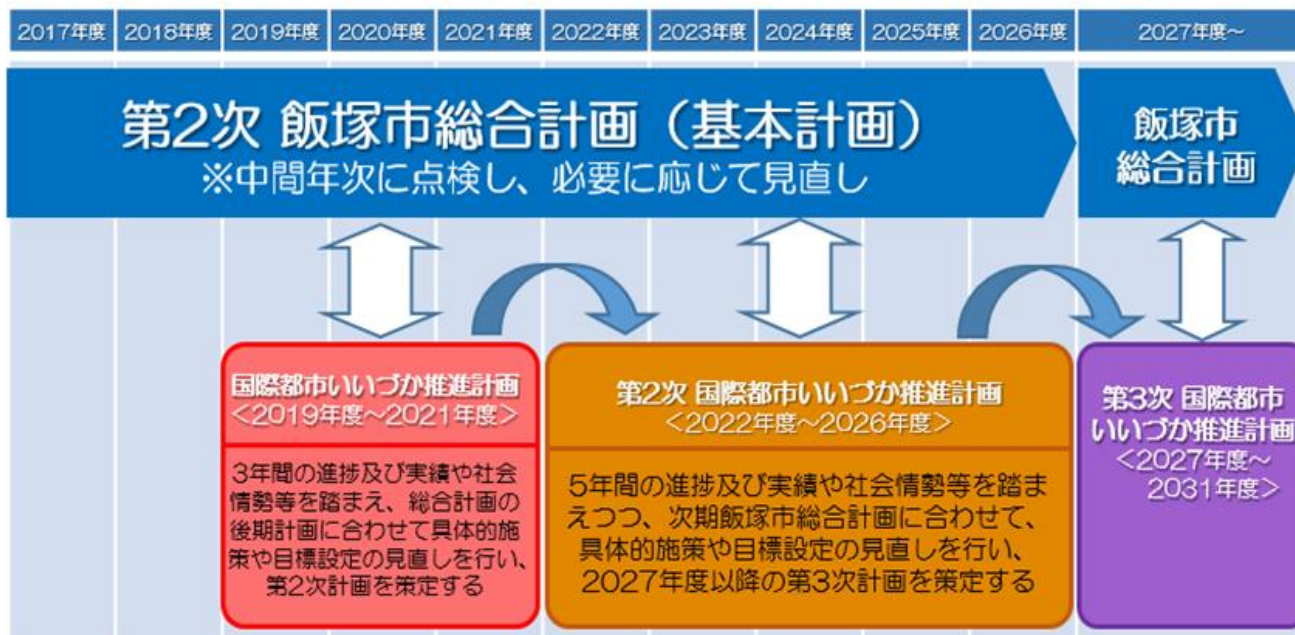 2017年度 2018年度 2019年度 2020年度 2021年度 2022年度 2023年度 2024年度 2025年度 2026年度 2027年度～
第2次 飯塚市総合計画（基本計画）
※中間年次に点検し、必要に応じて見直し
飯塚市
総合計画
国際都市いいづか推進計画
＜2019年度～2021年度＞
3年間の進捗及び実績や社会
情勢等を踏まえ、総合計画の
後期計画に合わせて具体的施
策や目標設定の見直しを行い、
第2次計画を策定する
第2次 国際都市いいづか推進計画
＜2022年度～2026年度＞
5年間の進捗及び実績や社会情勢等を踏ま
えつつ、次期飯塚市総合計画に合わせて、
具体的施策や目標設定の見直しを行い、
2027年度以降の第3次計画を策定する
第3次 国際都市
いいづか推進計画
＜2027年度～
2031年度＞